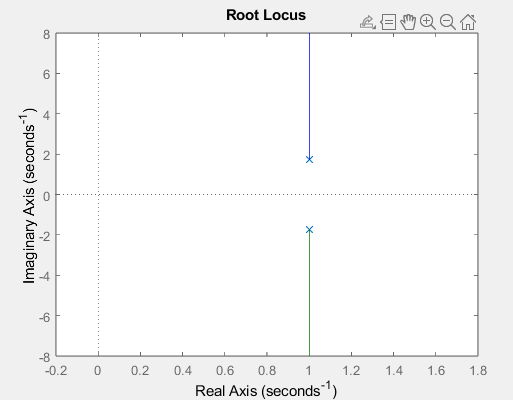 Root Locus
Imaginary Axis (seconds⁻¹)
8
6
4
2
0
-2
-4
-6
-8
-0.2 0 0.2 0.4 0.6 0.8 1 1.2 1.4 1.6 1.8
Real Axis (seconds⁻¹)